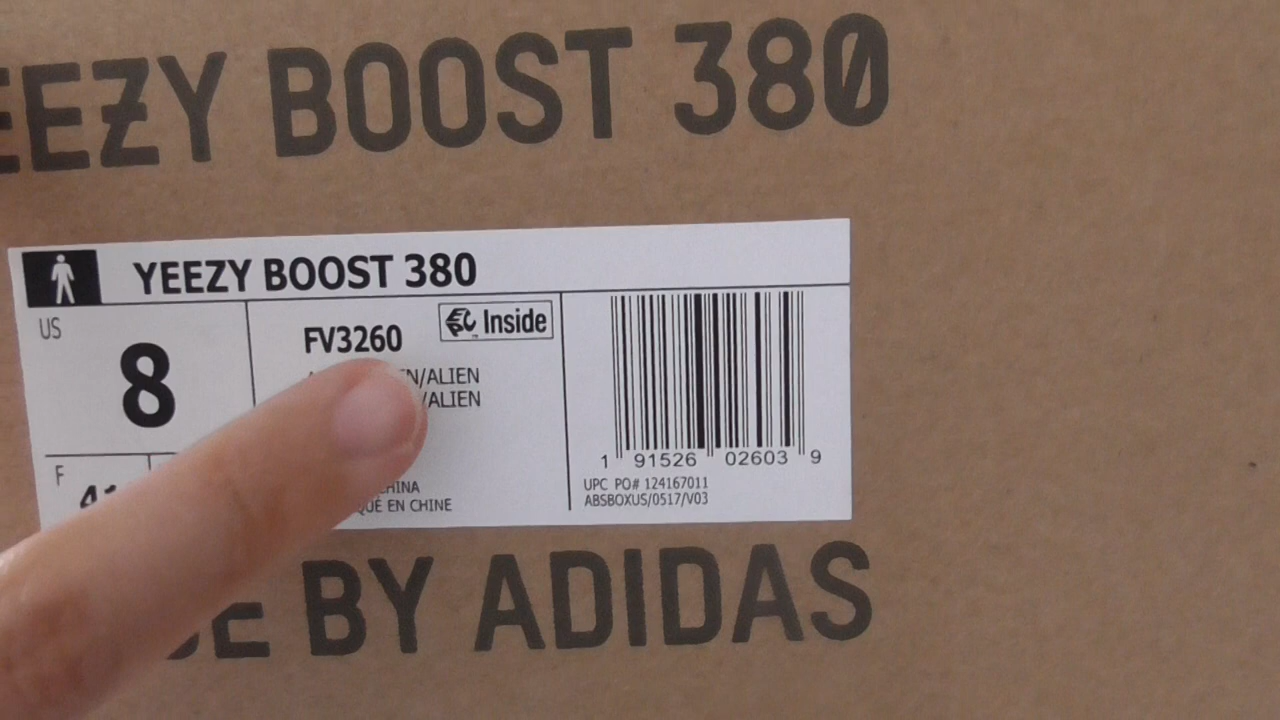 EEZY BOOST 380
YEEZY BOOST 380
US
8
FV3260
Inside
/ALIEN
/ALIEN
F
CHINA
QUÉ EN CHINE
1 91526 02603 9
UPC PO# 124167011
ABSBOXUS/0517/V03
BY ADIDAS